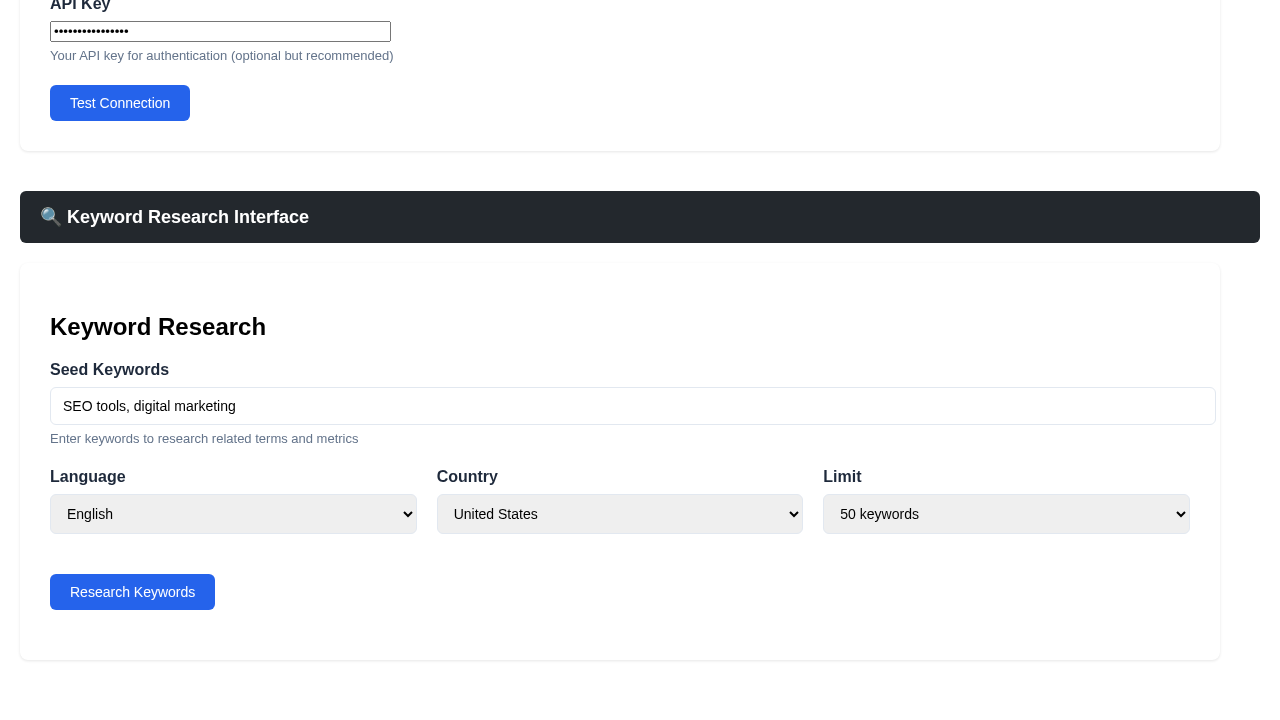 API Key
••••••••••••••••
Your API key for authentication (optional but recommended)
Test Connection
🔍 Keyword Research Interface
Keyword Research
Seed Keywords
SEO tools, digital marketing
Enter keywords to research related terms and metrics
Language Country Limit
English United States 50 keywords
Research Keywords